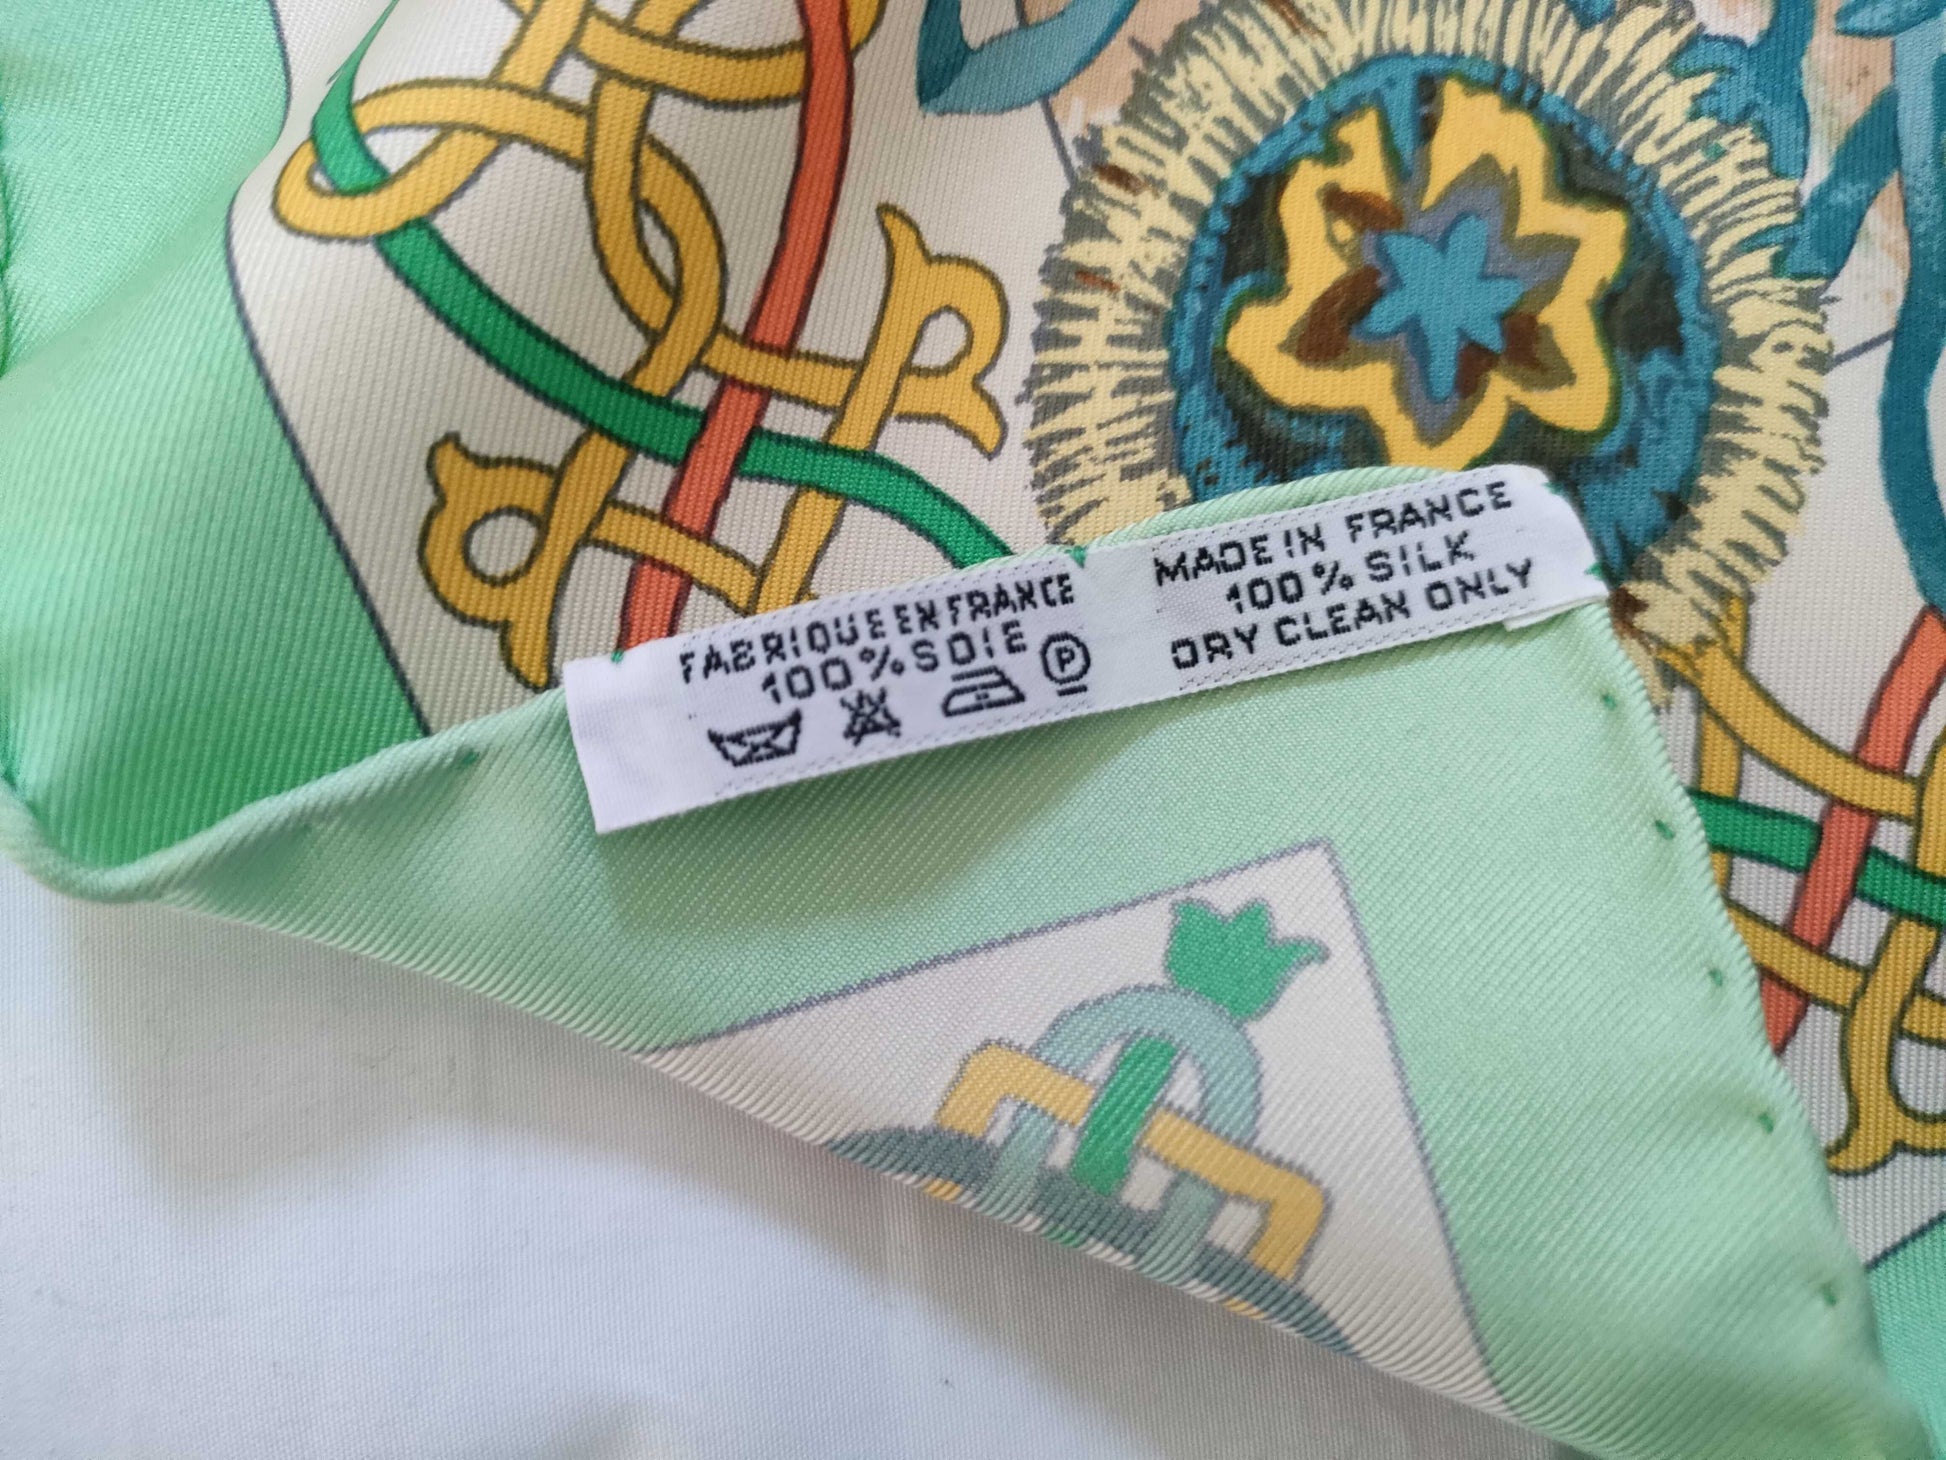 FABRIQUE EN FRANCE
100% SOIE
P
MADE IN FRANCE
100% SILK
DRY CLEAN ONLY